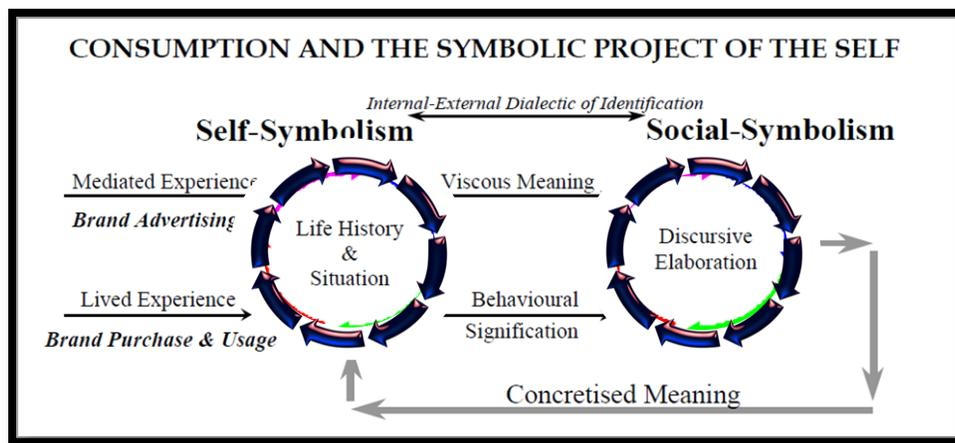 CONSUMPTION AND THE SYMBOLIC PROJECT OF THE SELF
Internal-External Dialectic of Identification
Self-Symbolism
Social-Symbolism
Mediated Experience
Brand Advertising
Lived Experience
Brand Purchase & Usage
Life History
&
Situation
Viscous Meaning
Behavioural
Signification
Discursive
Elaboration
Concretised Meaning